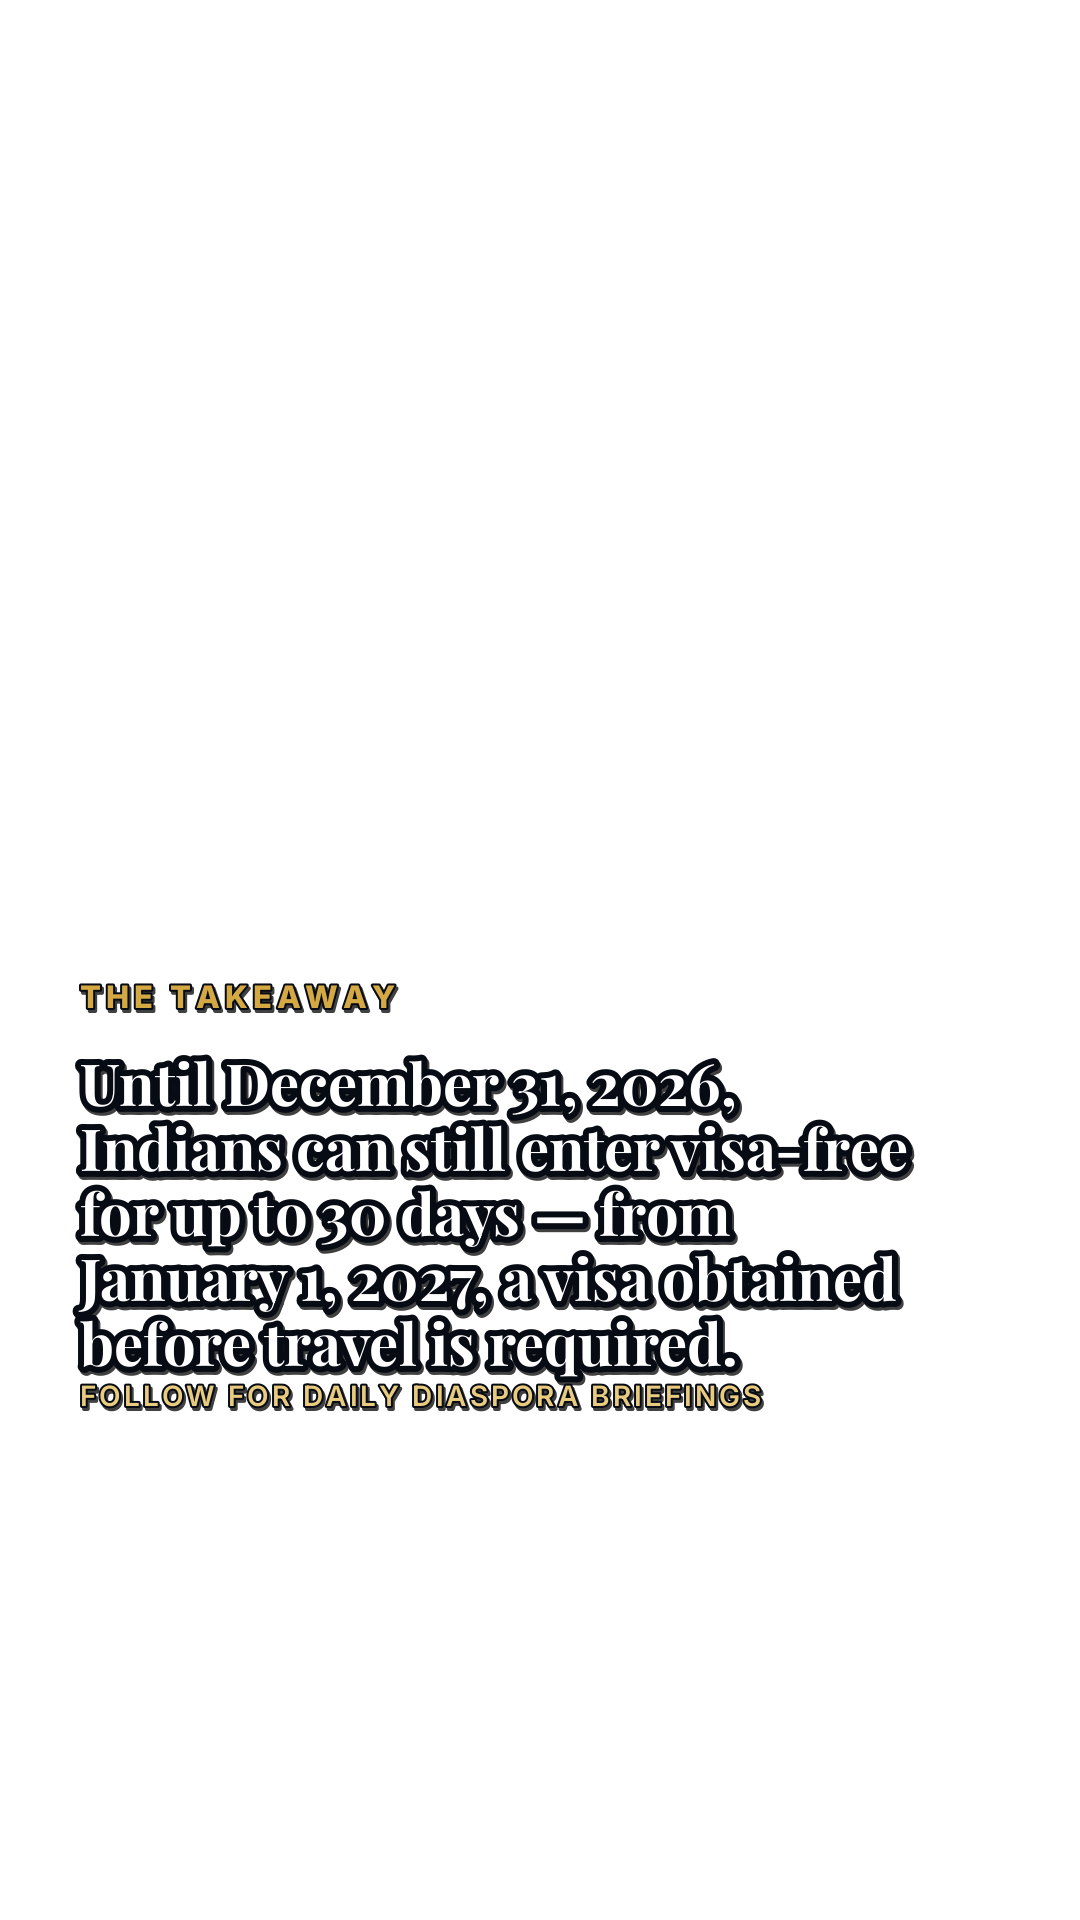 THE TAKEAWAY
Until December 31, 2026,
Indians can still enter visa-free
for up to 30 days — from
January 1, 2027, a visa obtained
before travel is required.
FOLLOW FOR DAILY DIASPORA BRIEFINGS